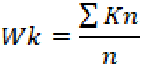 Wk = ∑ Kn / n